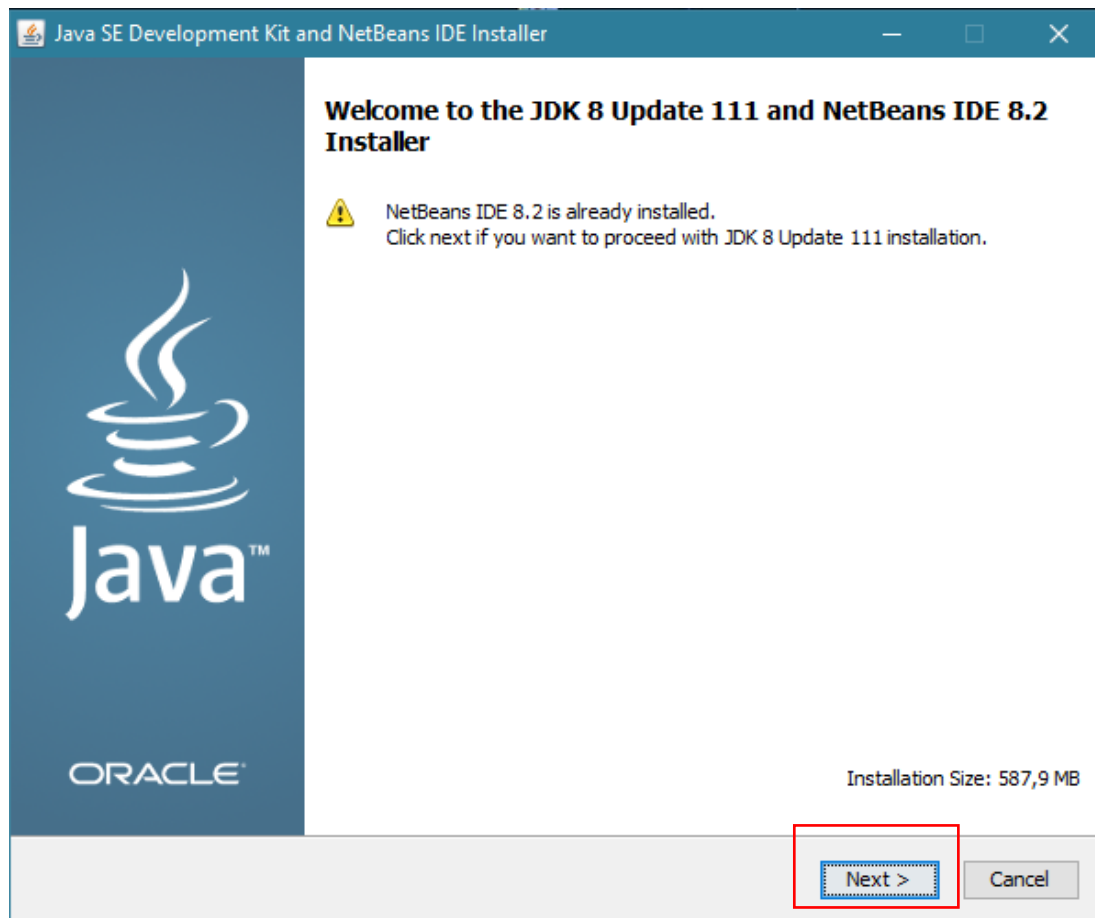 Java SE Development Kit and NetBeans IDE Installer
Welcome to the JDK 8 Update 111 and NetBeans IDE 8.2
Installer
NetBeans IDE 8.2 is already installed.
Click next if you want to proceed with JDK 8 Update 111 installation.
Java™
ORACLE®
Installation Size: 587,9 MB
Next >
Cancel